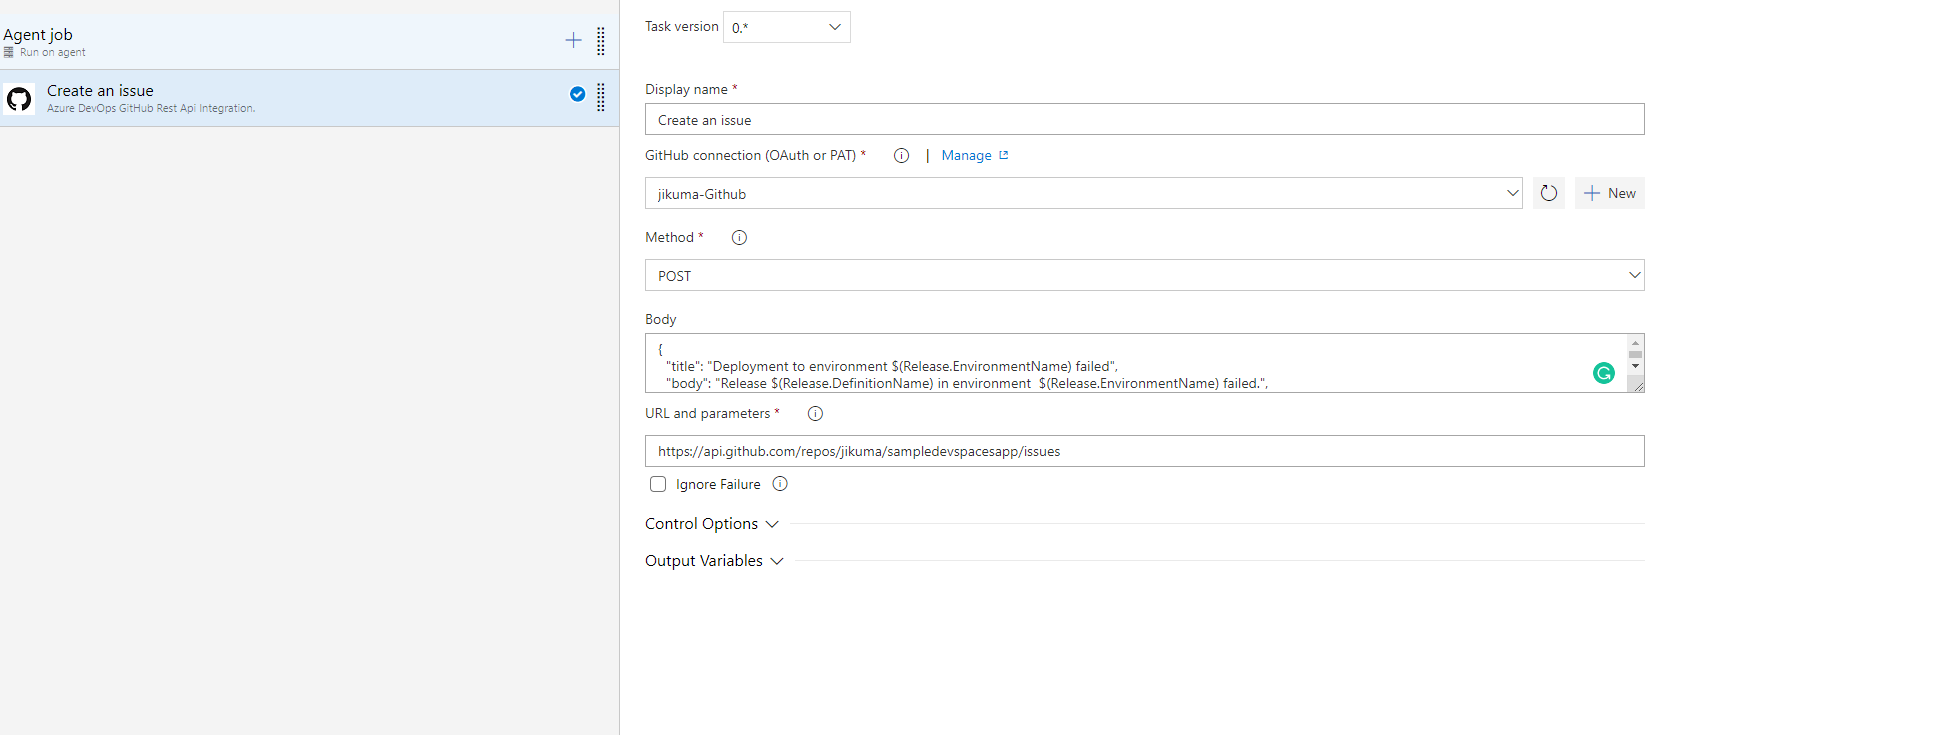 Agent job
Run on agent
Create an issue
Azure DevOps GitHub Rest Api Integration.
Task version 0.*
Display name *
Create an issue
GitHub connection (OAuth or PAT) * | Manage
jikuma-Github
New
Method *
POST
Body
{
"title": "Deployment to environment $(Release.EnvironmentName) failed",
"body": "Release $(Release.DefinitionName) in environment  $(Release.EnvironmentName) failed.",
URL and parameters *
https://api.github.com/repos/jikuma/sampledevspacesapp/issues
Ignore Failure
Control Options
Output Variables